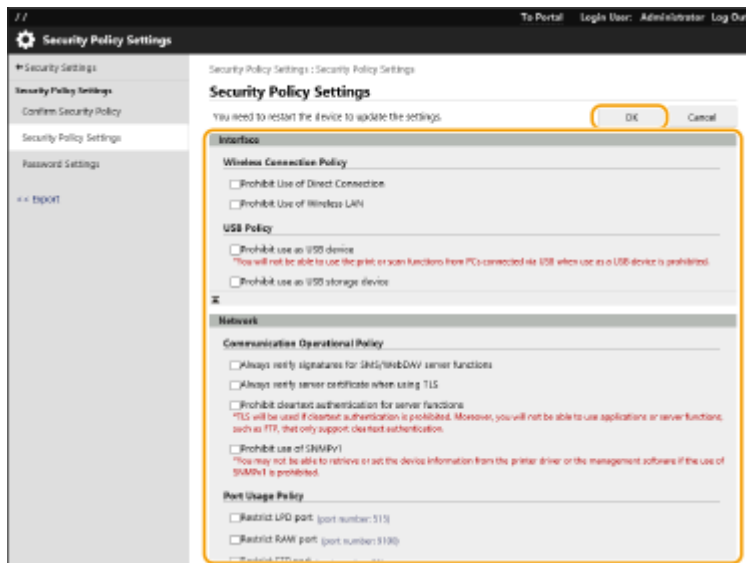 //
To Portal Login User: Administrator Log Ou
Security Policy Settings
Security Settings
Security Policy Settings
Confirm Security Policy
Security Policy Settings
Password Settings
<< Export
Security Policy Settings : Security Policy Settings
Security Policy Settings
You need to restart the device to update the settings.
OK Cancel
Interface
Wireless Connection Policy
Prohibit Use of Direct Connection
Prohibit Use of Wireless LAN
USB Policy
Prohibit use as USB device
*You will not be able to use the print or scan functions from PCs connected via USB when use as a USB device is prohibited.
Prohibit use as USB storage device
Network
Communication Operational Policy
Always verify signatures for SMS/WebDAV server functions
Always verify server certificate when using TLS
Prohibit cleartext authentication for server functions
*TLS will be used if cleartext authentication is prohibited. Moreover, you will not be able to use applications or server functions,
such as FTP, that only support cleartext authentication.
Prohibit use of SNMPv1
*You may not be able to retrieve or set the device information from the printer driver or the management software if the use of
SNMPv1 is prohibited.
Port Usage Policy
Restrict LPD port (port number: 515)
Restrict RAW port (port number: 9100)